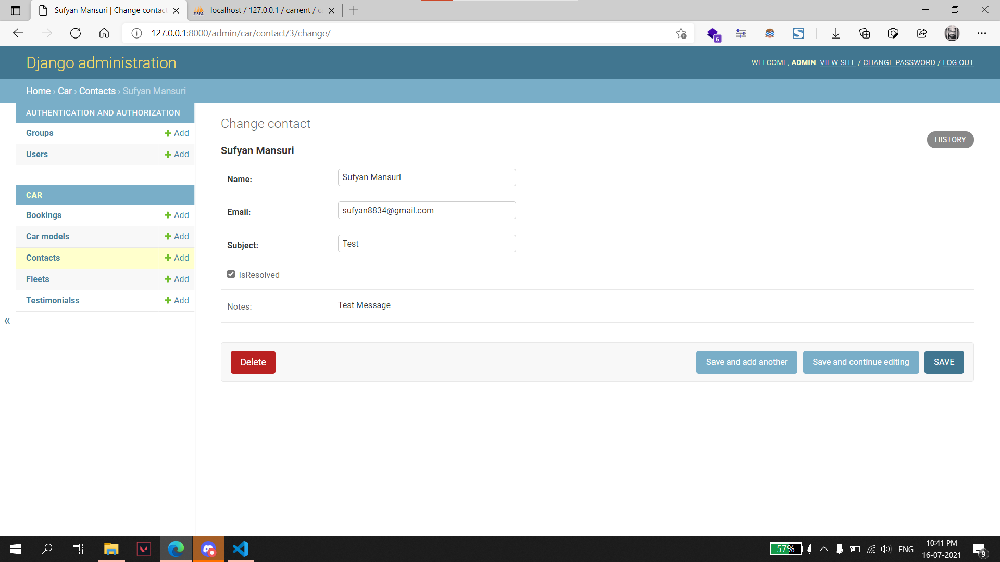 Sufyan Mansuri | Change contact
localhost / 127.0.0.1 / carrent / c
127.0.0.1:8000/admin/car/contact/3/change/
6
Django administration
WELCOME, ADMIN. VIEW SITE / CHANGE PASSWORD / LOG OUT
Home › Car › Contacts › Sufyan Mansuri
AUTHENTICATION AND AUTHORIZATION
Groups Add
Users Add
CAR
Bookings Add
Car models Add
Contacts Add
Fleets Add
Testimonialss Add
«
Change contact
HISTORY
Sufyan Mansuri
Name: Sufyan Mansuri
Email: sufyan8834@gmail.com
Subject: Test
IsResolved
Notes: Test Message
Delete
Save and add another
Save and continue editing
SAVE
57%
ENG
10:41 PM
16-07-2021
9